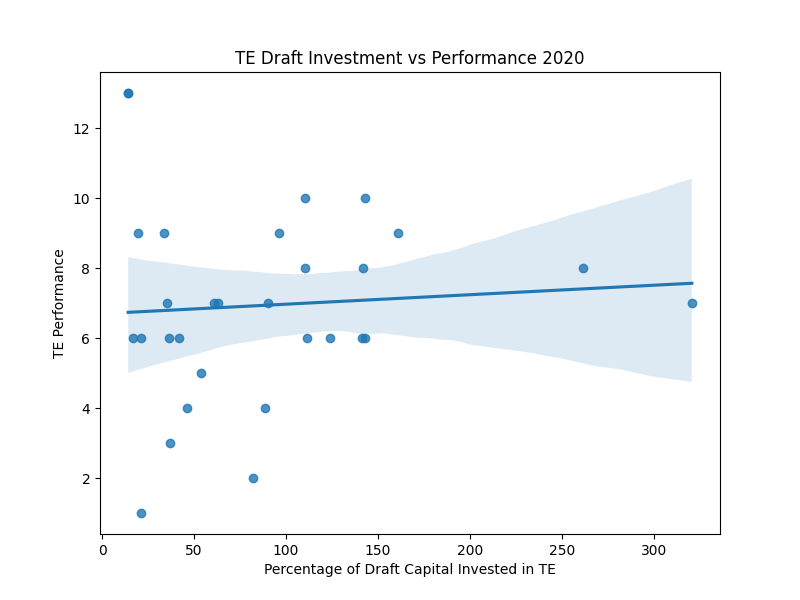 TE Draft Investment vs Performance 2020
12
10
8
6
4
2
TE Performance
0 50 100 150 200 250 300
Percentage of Draft Capital Invested in TE